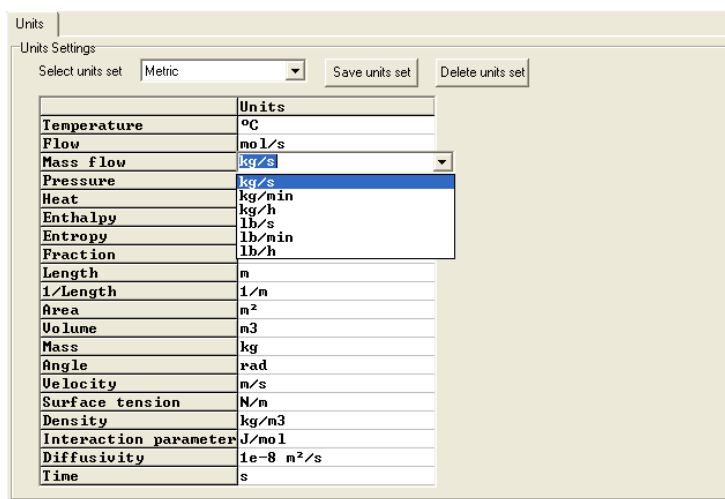 Units
Units Settings
Select units set Metric Save units set Delete units set
Units
Temperature ºC
Flow mol/s
Mass flow kg/s
Pressure kg/s
Heat kg/min
kg/h
Enthalpy lb/s
Entropy lb/min
Fraction lb/h
Length m
1/Length 1/m
Area m²
Volume m3
Mass kg
Angle rad
Velocity m/s
Surface tension N/m
Density kg/m3
Interaction parameter J/mol
Diffusivity 1e-8 m²/s
Time s